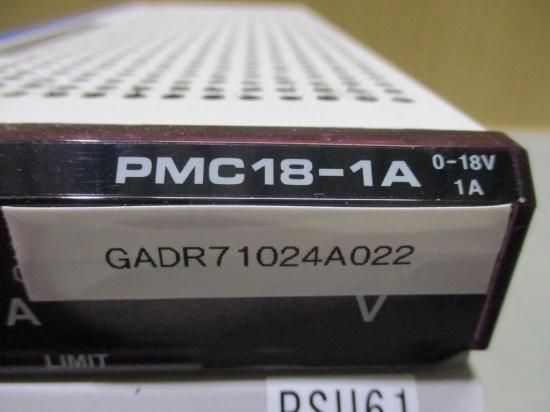 PMC18-1A 0-18V
1A
GADR71024A022
A V
LIMIT